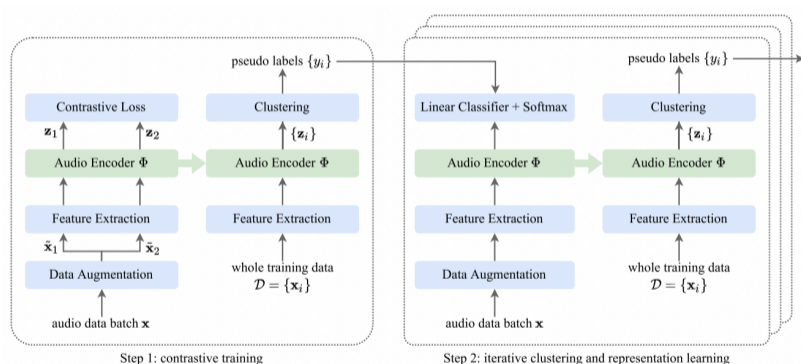 pseudo labels {yᵢ}
Contrastive Loss
Clustering
z₁
z₂
{zᵢ}
Audio Encoder Φ
Audio Encoder Φ
Feature Extraction
Feature Extraction
x̃₁
x̃₂
Data Augmentation
whole training data
𝒟 = {xᵢ}
audio data batch x
Step 1: contrastive training
pseudo labels {yᵢ}
Linear Classifier + Softmax
Clustering
{zᵢ}
Audio Encoder Φ
Audio Encoder Φ
Feature Extraction
Feature Extraction
Data Augmentation
whole training data
𝒟 = {xᵢ}
audio data batch x
Step 2: iterative clustering and representation learning